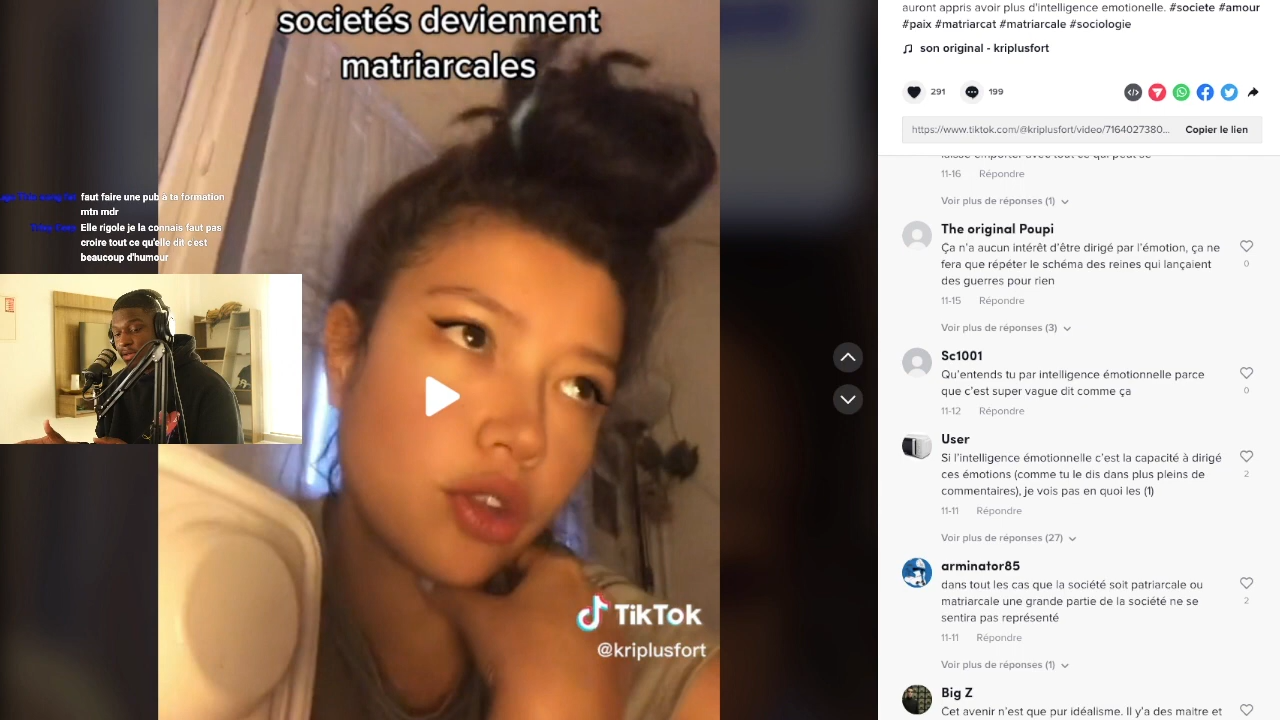 societés deviennent
matriarcales
faut faire une pub à ta formation
mtn mdr
Elle rigole je la connais faut pas
croire tout ce qu'elle dit c'est
beaucoup d'humour
TikTok
@kriplusfort
auront appris avoir plus d'intelligence emotionelle. #societe #amour
#paix #matriarcat #matriarcale #sociologie
son original - kriplusfort
291
199
https://www.tiktok.com/@kriplusfort/video/7164027380...
Copier le lien
11-16 Répondre
Voir plus de réponses (1)
The original Poupi
Ça n'a aucun intérêt d'être dirigé par l'émotion, ça ne
fera que répéter le schéma des reines qui lançaient
des guerres pour rien
0
11-15 Répondre
Voir plus de réponses (3)
Sc1001
Qu'entends tu par intelligence émotionnelle parce
que c'est super vague dit comme ça
0
11-12 Répondre
User
Si l'intelligence émotionnelle c'est la capacité à dirigé
ces émotions (comme tu le dis dans plus pleins de
commentaires), je vois pas en quoi les (1)
2
11-11 Répondre
Voir plus de réponses (27)
arminator85
dans tout les cas que la société soit patriarcale ou
matriarcale une grande partie de la société ne se
sentira pas représenté
2
11-11 Répondre
Voir plus de réponses (1)
Big Z
Cet avenir n'est que pur idéalisme. Il y'a des maitre et